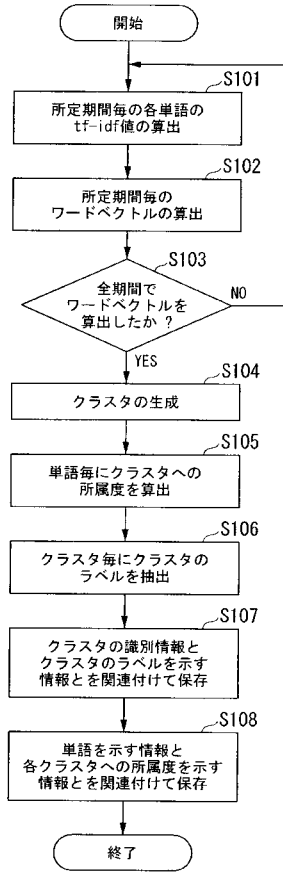 開始
S101
所定期間毎の各単語の
tf-idf値の算出
S102
所定期間毎の
ワードベクトルの算出
S103
全期間で
ワードベクトルを
算出したか ?
NO
YES
S104
クラスタの生成
S105
単語毎にクラスタへの
所属度を算出
S106
クラスタ毎にクラスタの
ラベルを抽出
S107
クラスタの識別情報と
クラスタのラベルを示す
情報とを関連付けて保存
S108
単語を示す情報と
各クラスタへの所属度を示す
情報とを関連付けて保存
終了